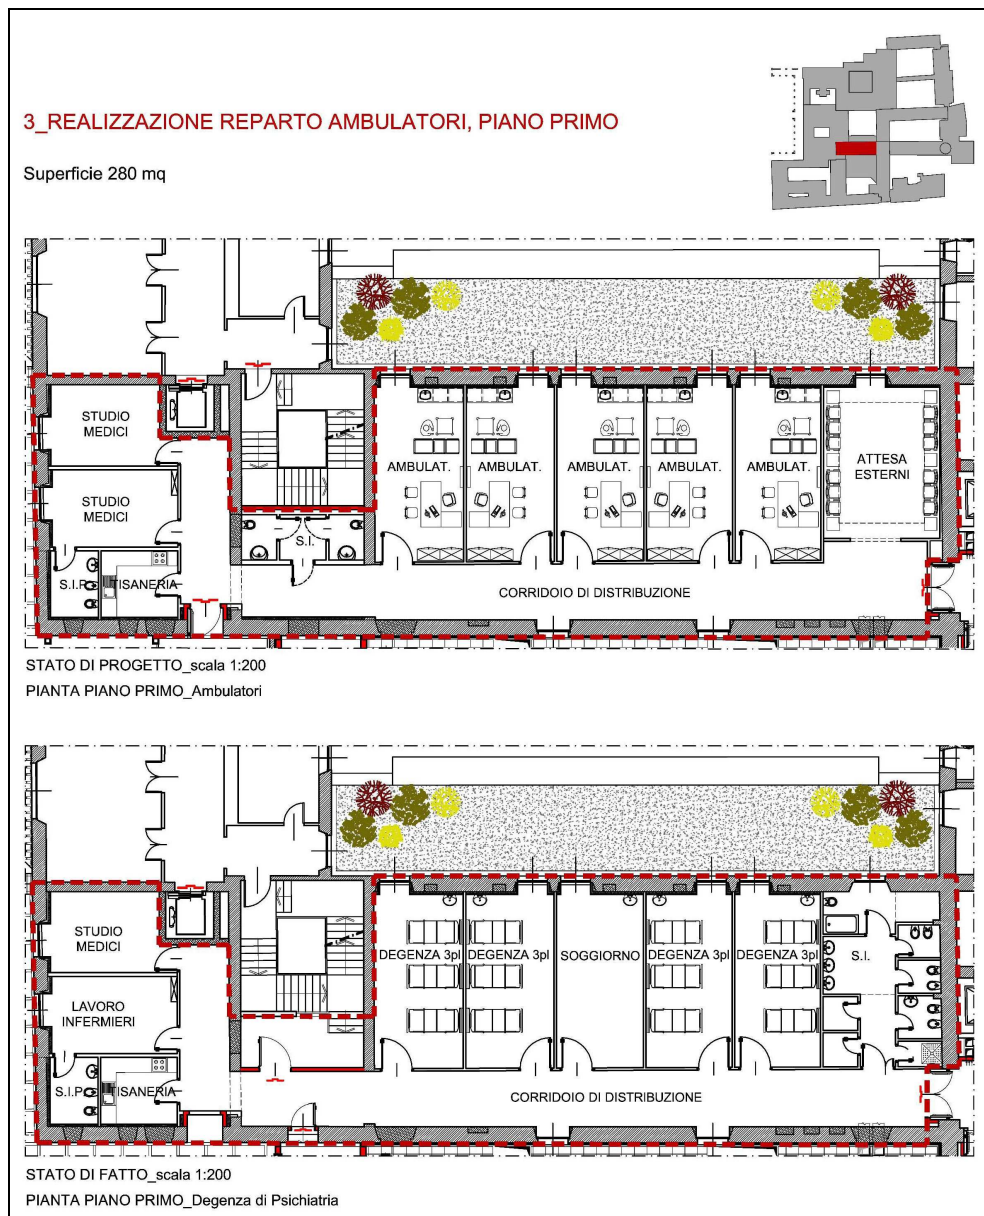 3_REALIZZAZIONE REPARTO AMBULATORI, PIANO PRIMO
Superficie 280 mq
STUDIO
MEDICI
STUDIO
MEDICI
S.I.P.
TISANERIA
S.I.
AMBULAT.
AMBULAT.
AMBULAT.
AMBULAT.
AMBULAT.
ATTESA
ESTERNI
CORRIDOIO DI DISTRIBUZIONE
STATO DI PROGETTO_scala 1:200
PIANTA PIANO PRIMO_Ambulatori
STUDIO
MEDICI
LAVORO
INFERMIERI
S.I.P.
TISANERIA
DEGENZA 3pl
DEGENZA 3pl
SOGGIORNO
DEGENZA 3pl
DEGENZA 3pl
S.I.
CORRIDOIO DI DISTRIBUZIONE
STATO DI FATTO_scala 1:200
PIANTA PIANO PRIMO_Degenza di Psichiatria